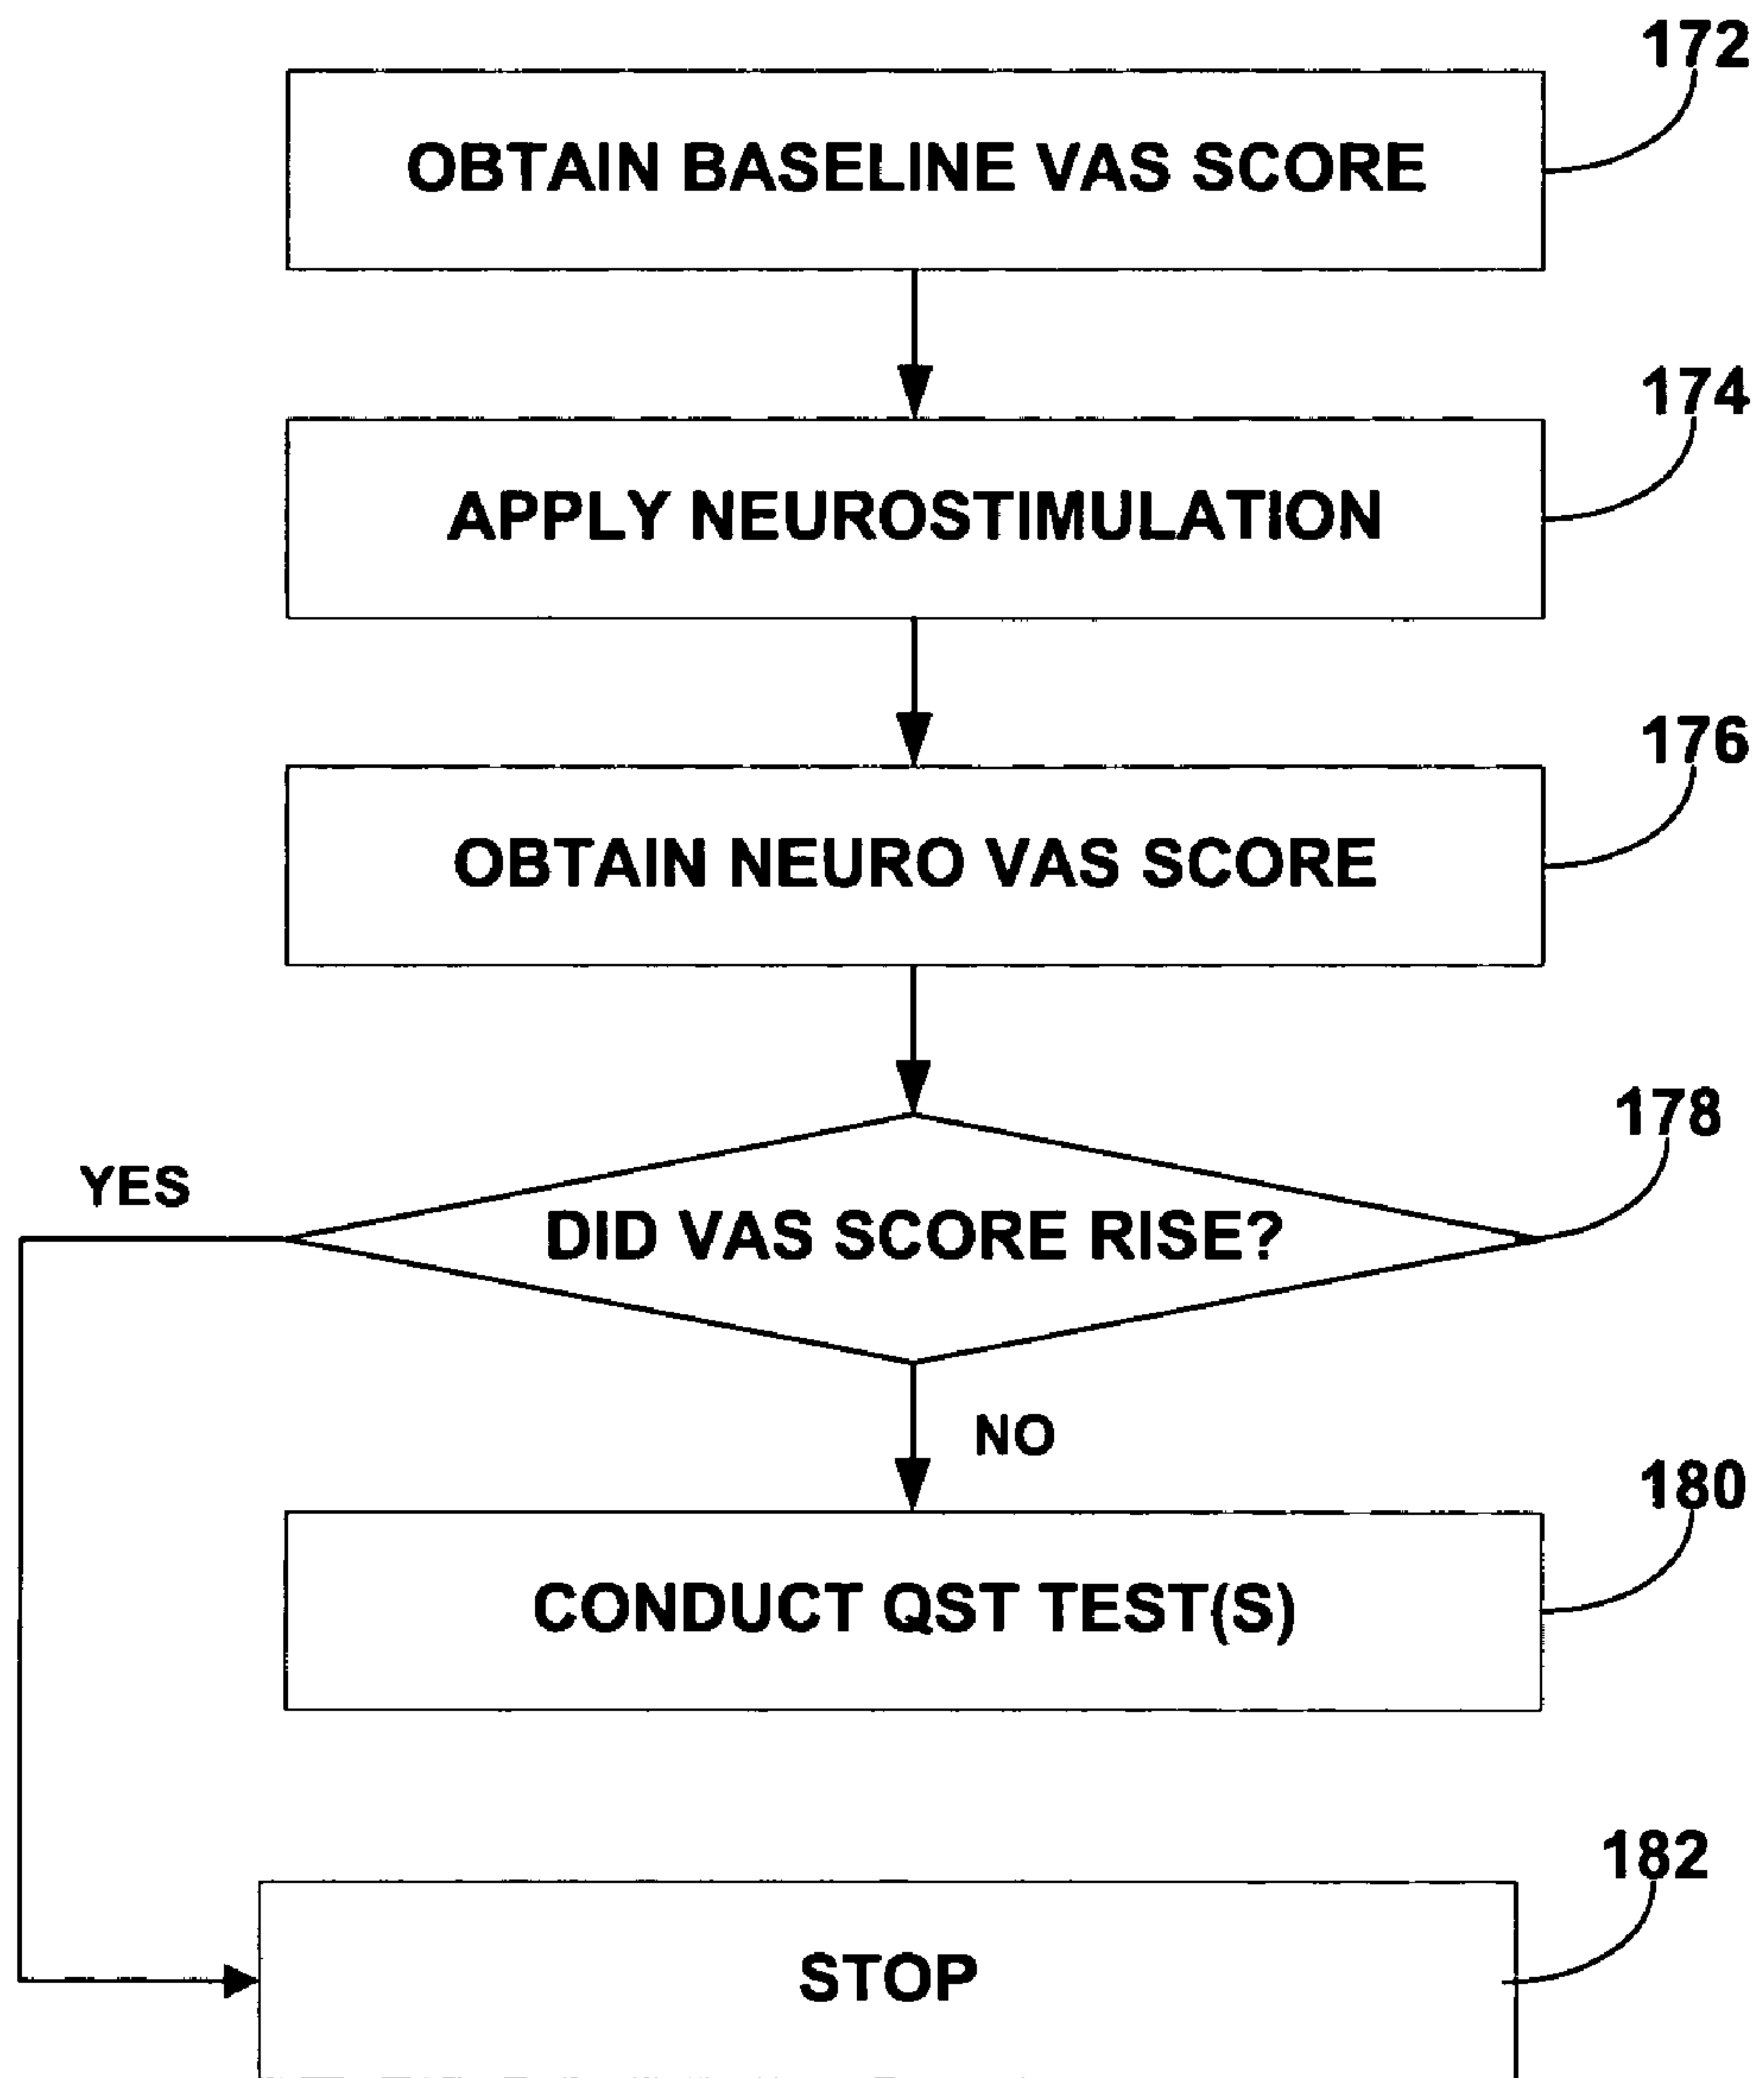 172
OBTAIN BASELINE VAS SCORE
174
APPLY NEUROSTIMULATION
176
OBTAIN NEURO VAS SCORE
178
YES
DID VAS SCORE RISE?
NO
180
CONDUCT QST TEST(S)
182
STOP